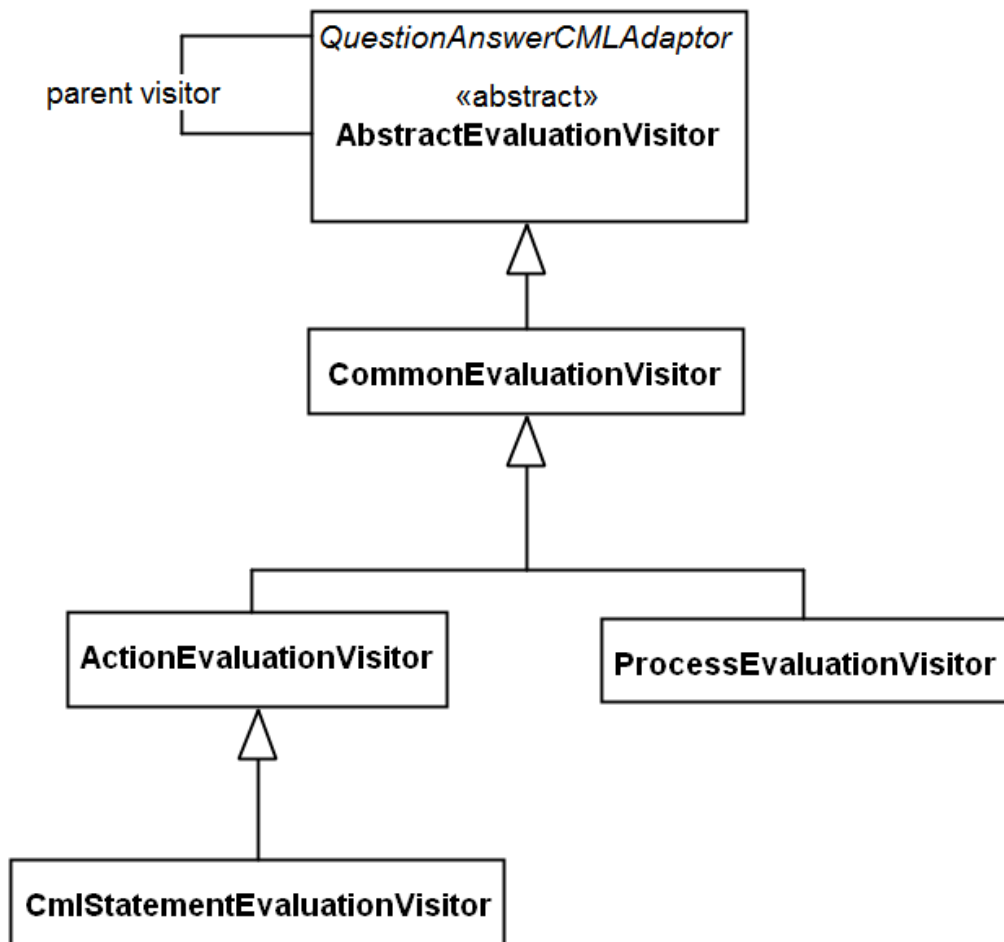 QuestionAnswerCMLAdaptor
parent visitor
«abstract»
AbstractEvaluationVisitor
CommonEvaluationVisitor
ActionEvaluationVisitor
ProcessEvaluationVisitor
CmlStatementEvaluationVisitor